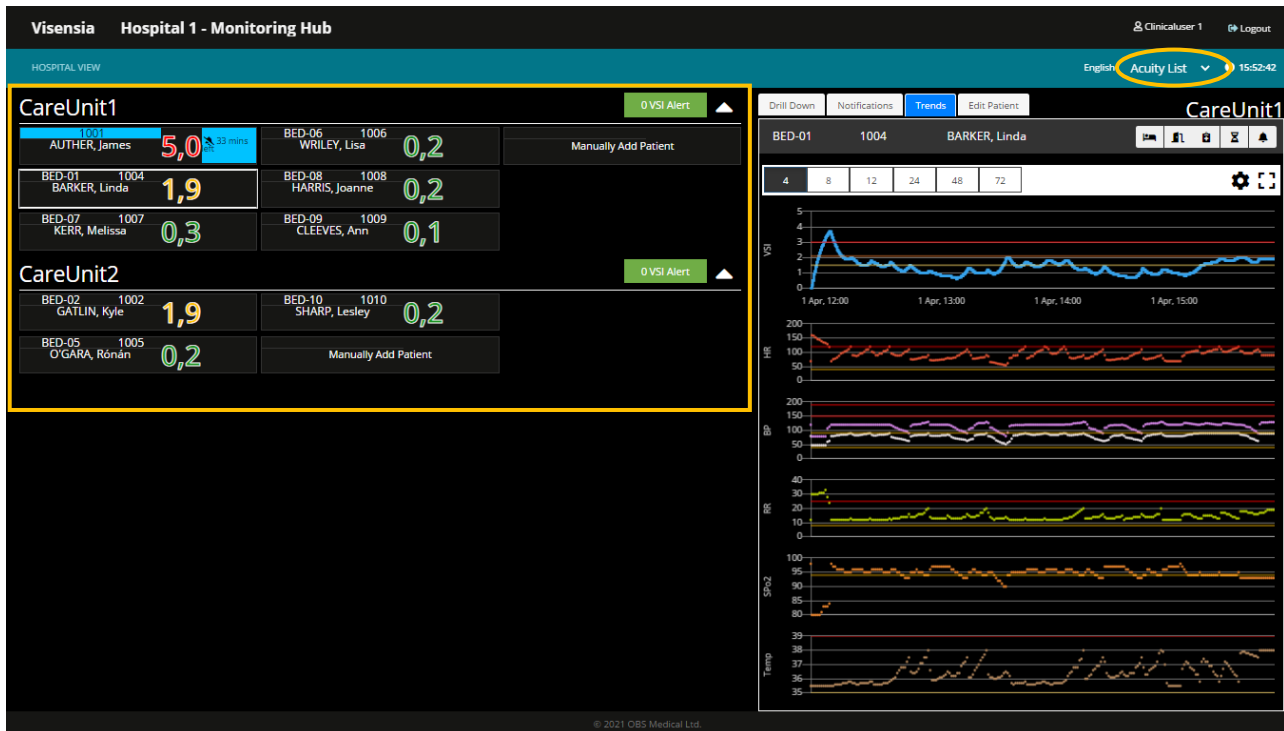 Visensia Hospital 1 - Monitoring Hub Clinicaluser 1 Logout
HOSPITAL VIEW English Acuity List 15:52:42
CareUnit1 0 VSI Alert
1001
AUTHER, James 5,0 33 mins
BED-06 1006
WRILEY, Lisa 0,2
Manually Add Patient
BED-01 1004
BARKER, Linda 1,9
BED-08 1008
HARRIS, Joanne 0,2
BED-07 1007
KERR, Melissa 0,3
BED-09 1009
CLEEVES, Ann 0,1
CareUnit2 0 VSI Alert
BED-02 1002
GATLIN, Kyle 1,9
BED-10 1010
SHARP, Lesley 0,2
BED-05 1005
O'GARA, Rónán 0,2
Manually Add Patient
Drill Down Notifications Trends Edit Patient CareUnit1
BED-01 1004 BARKER, Linda
4 8 12 24 48 72
VSI
5
4
3
2
1
0
1 Apr, 12:00 1 Apr, 13:00 1 Apr, 14:00 1 Apr, 15:00
HR
200
150
100
50
0
BP
200
150
100
50
0
RR
40
30
20
10
0
SPo2
100
95
90
85
80
Temp
39
38
37
36
35
© 2021 OBS Medical Ltd.